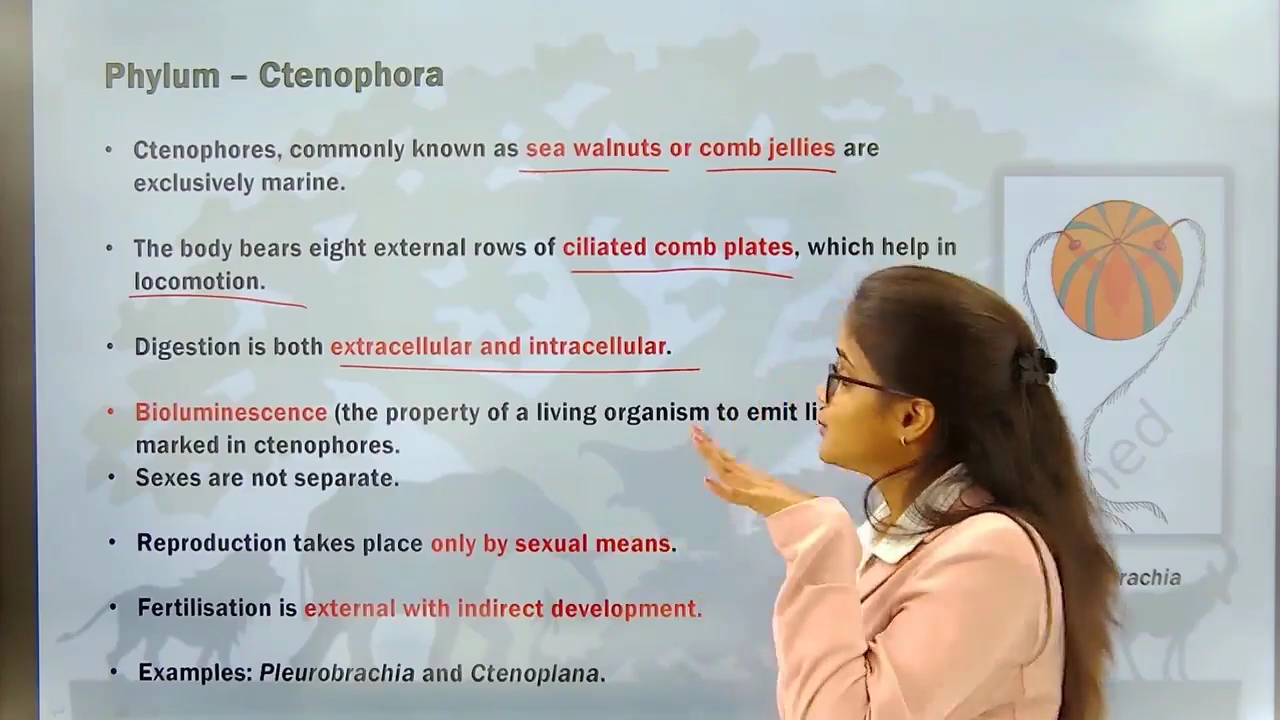 Phylum – Ctenophora
• Ctenophores, commonly known as sea walnuts or comb jellies are
exclusively marine.
• The body bears eight external rows of ciliated comb plates, which help in
locomotion.
• Digestion is both extracellular and intracellular.
• Bioluminescence (the property of a living organism to emit
marked in ctenophores.
• Sexes are not separate.
• Reproduction takes place only by sexual means.
• Fertilisation is external with indirect development.
• Examples: Pleurobrachia and Ctenoplana.